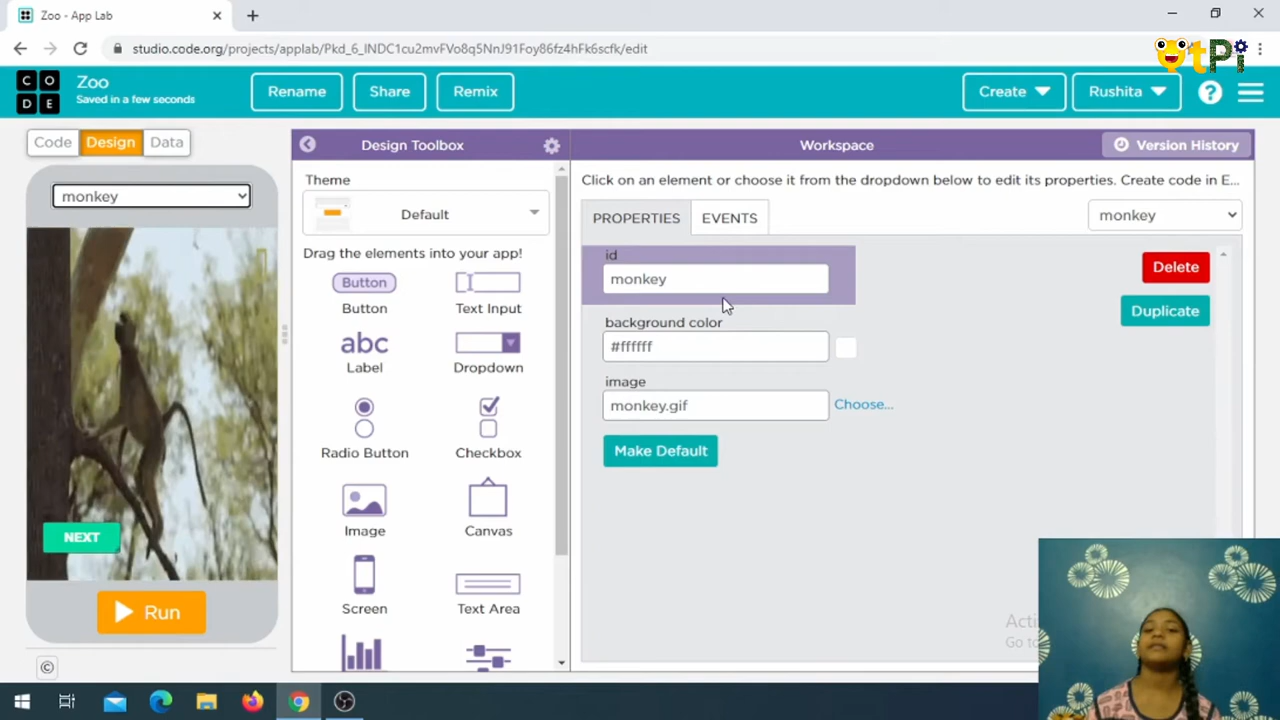 Zoo - App Lab
studio.code.org/projects/applab/Pkd_6_INDC1cu2mvFVo8q5NnJ91Foy86fz4hFk6scfk/edit
OtPi
C O
D E
Zoo
Saved in a few seconds
Rename
Share
Remix
Create
Rushita
?
Code
Design
Data
Design Toolbox
Workspace
Version History
monkey
NEXT
Run
©
Theme
Default
Drag the elements into your app!
Button
Button
Text Input
abc
Label
Dropdown
Radio Button
Checkbox
Image
Canvas
Screen
Text Area
Click on an element or choose it from the dropdown below to edit its properties. Create code in E...
PROPERTIES
EVENTS
monkey
id
monkey
Delete
Duplicate
background color
#ffffff
image
monkey.gif
Choose...
Make Default
Go to